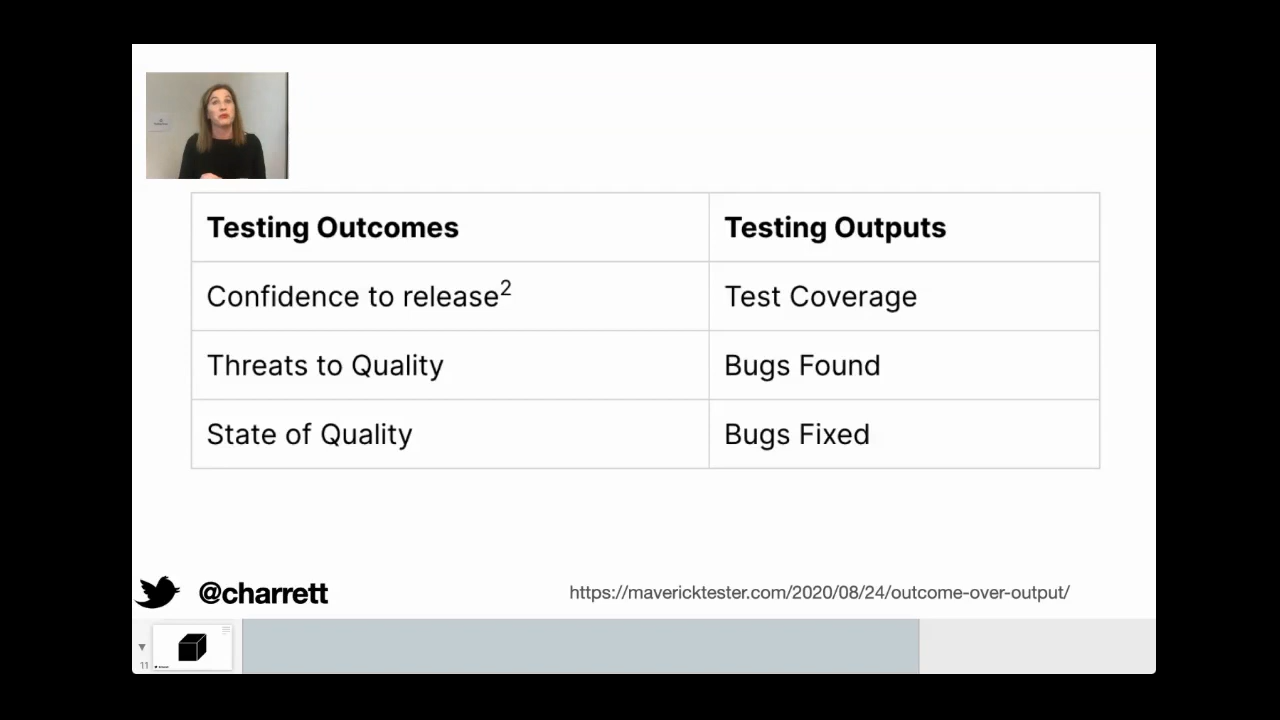 Testing Outcomes Testing Outputs
Confidence to release2 Test Coverage
Threats to Quality Bugs Found
State of Quality Bugs Fixed
@charrett https://mavericktester.com/2020/08/24/outcome-over-output/
11